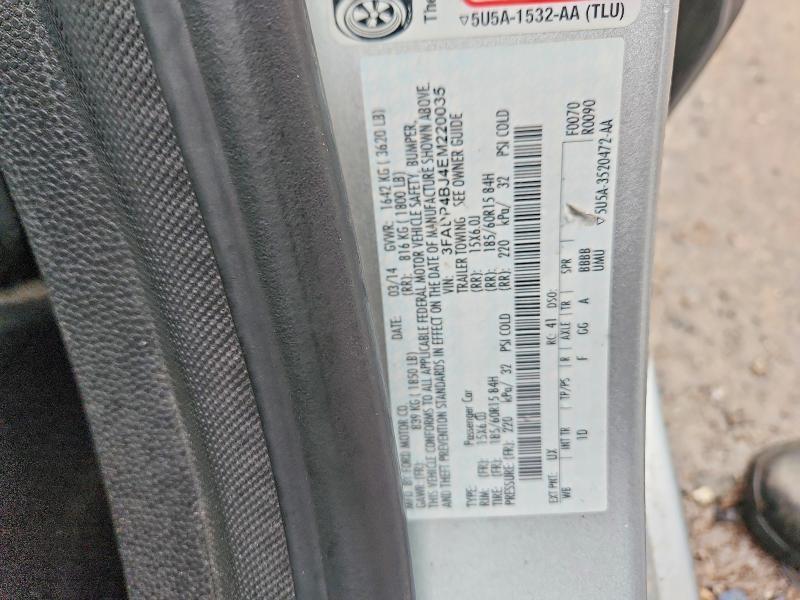 The
▽5U5A-1532-AA (TLU)
MFD. BY FORD MOTOR CO.
DATE: 03/14 GVWR: 1642 KG ( 3620 LB)
GAWR: (FR): 839 KG ( 1850 LB) (RR): 816 KG ( 1800 LB)
THIS VEHICLE CONFORMS TO ALL APPLICABLE FEDERAL MOTOR VEHICLE SAFETY, BUMPER,
AND THEFT PREVENTION STANDARDS IN EFFECT ON THE DATE OF MANUFACTURE SHOWN ABOVE.
VIN: 3FADP4BJ4EM220035
TYPE: Passenger Car TRAILER TOWING SEE OWNER GUIDE
RIM: (FR): 15X6.0J (RR): 15X6.0J
TIRE: (FR): 185/60R15 84H (RR): 185/60R15 84H
PRESSURE: (FR): 220 kPa/ 32 PSI COLD (RR): 220 kPa/ 32 PSI COLD
EXT PNT: UX RC: 41 DSO: F0070
WB INT TR TP/PS R AXLE TR SPR R0090
1D F GG A BBBB
UMU ▽5U5A-3520472-AA